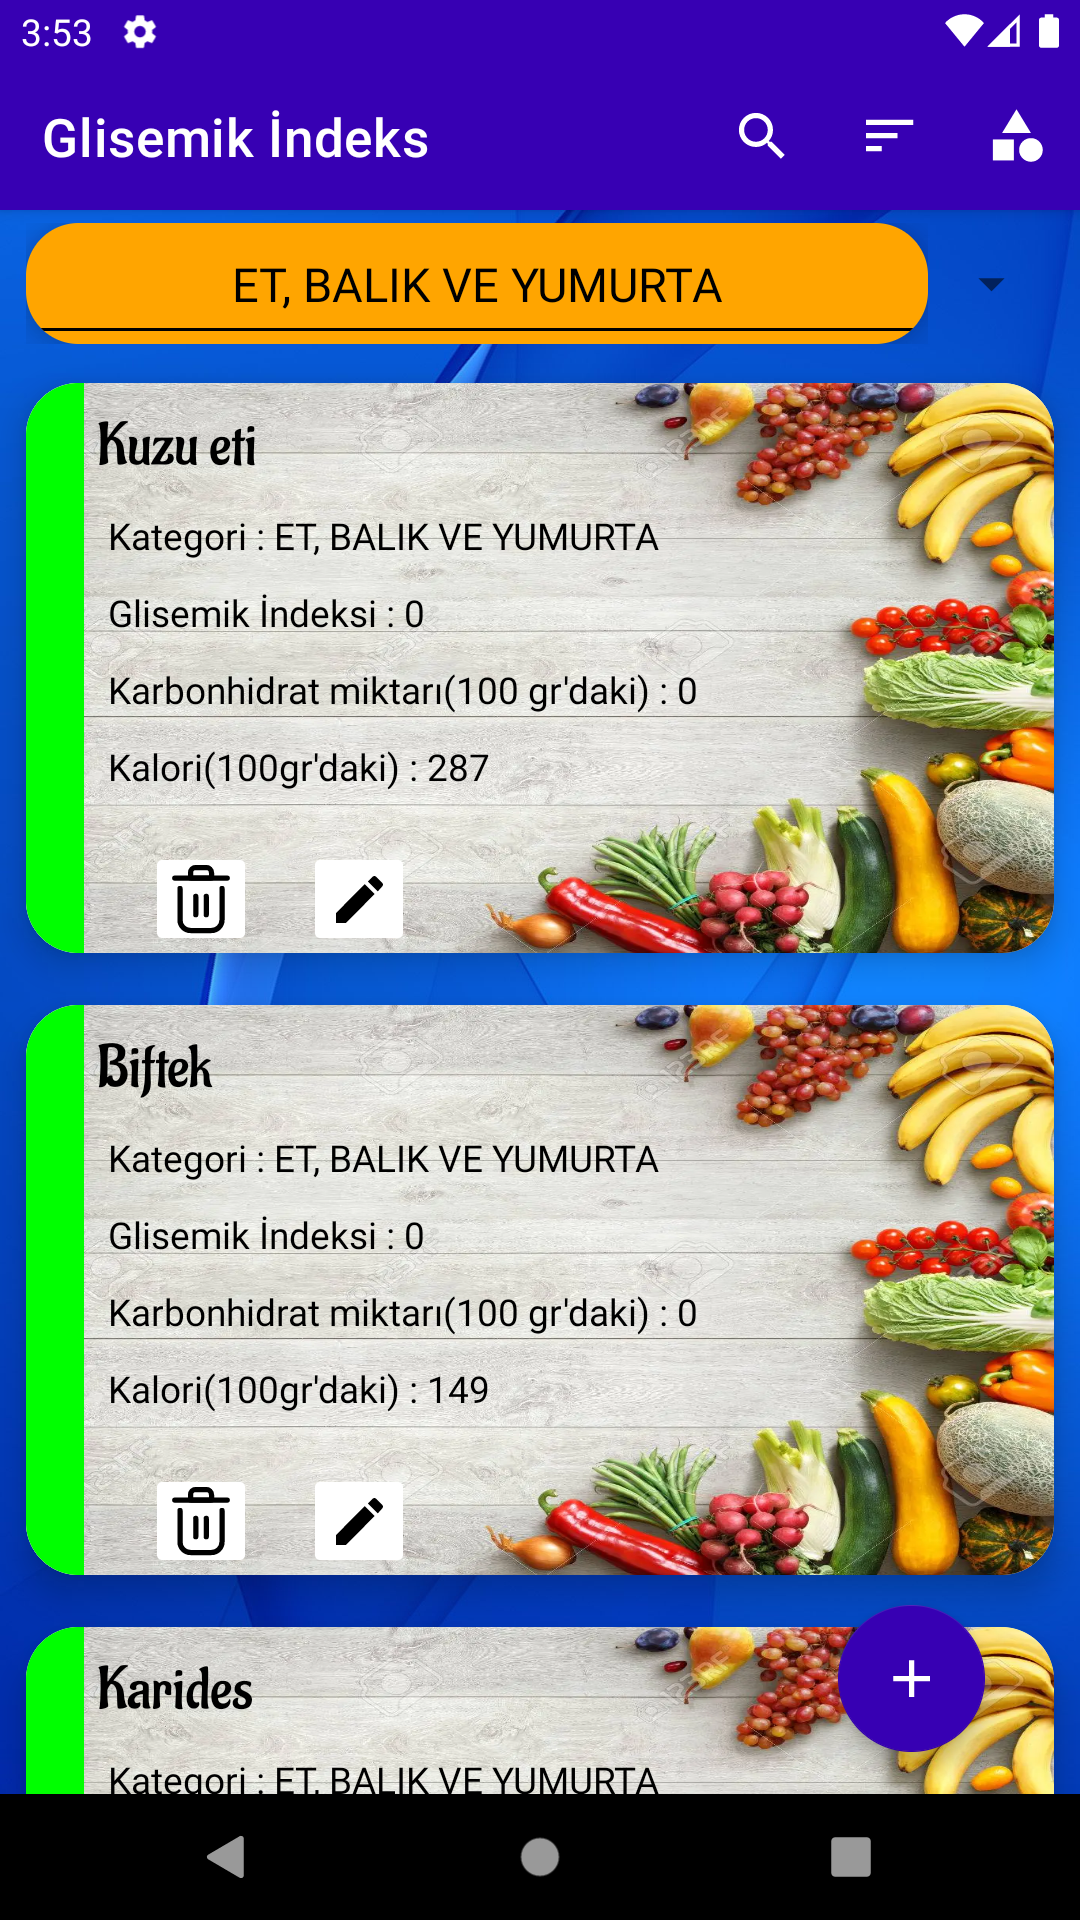 3:53
Glisemik İndeks
ET, BALIK VE YUMURTA
Kuzu eti
Kategori : ET, BALIK VE YUMURTA
Glisemik İndeksi : 0
Karbonhidrat miktarı(100 gr'daki) : 0
Kalori(100gr'daki) : 287
Biftek
Kategori : ET, BALIK VE YUMURTA
Glisemik İndeksi : 0
Karbonhidrat miktarı(100 gr'daki) : 0
Kalori(100gr'daki) : 149
Karides
Kategori : ET, BALIK VE YUMURTA